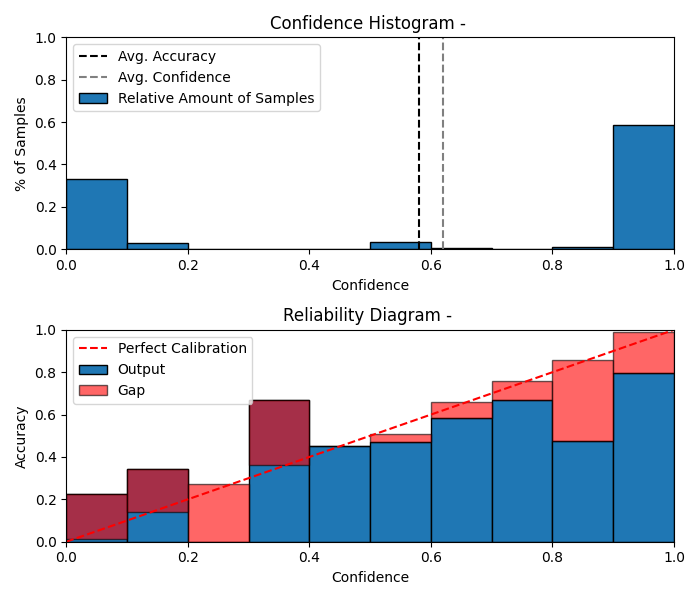 Confidence Histogram -
1.0
0.8
0.6
0.4
0.2
0.0
% of Samples
Avg. Accuracy
Avg. Confidence
Relative Amount of Samples
0.0 0.2 0.4 0.6 0.8 1.0
Confidence
Reliability Diagram -
1.0
0.8
0.6
0.4
0.2
0.0
Accuracy
Perfect Calibration
Output
Gap
0.0 0.2 0.4 0.6 0.8 1.0
Confidence